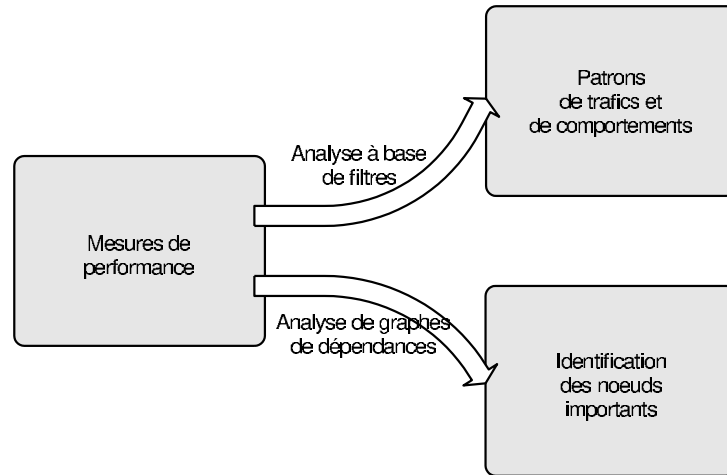 Patrons
de trafics et
de comportements
Analyse à base
de filtres
Mesures de
performance
Analyse de graphes
de dépendances
Identification
des noeuds
importants